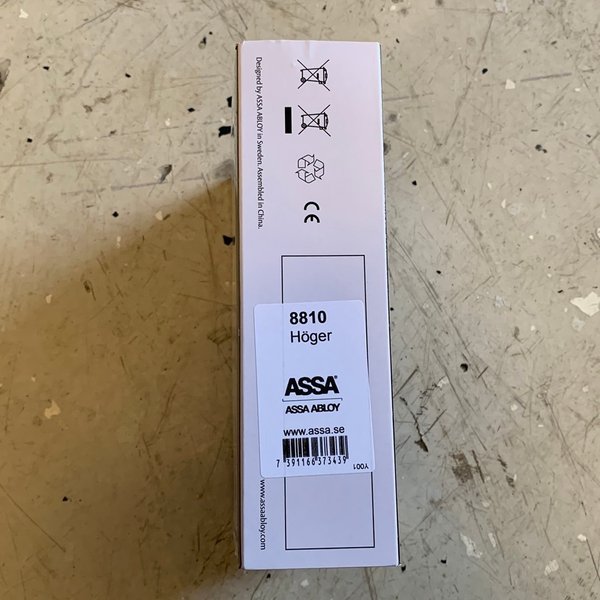 Designed by ASSA ABLOY in Sweden. Assembled in China.
CE
8810
Höger
ASSA®
ASSA ABLOY
www.assa.se
7 391166 373439
Y001
www.assaabloy.com